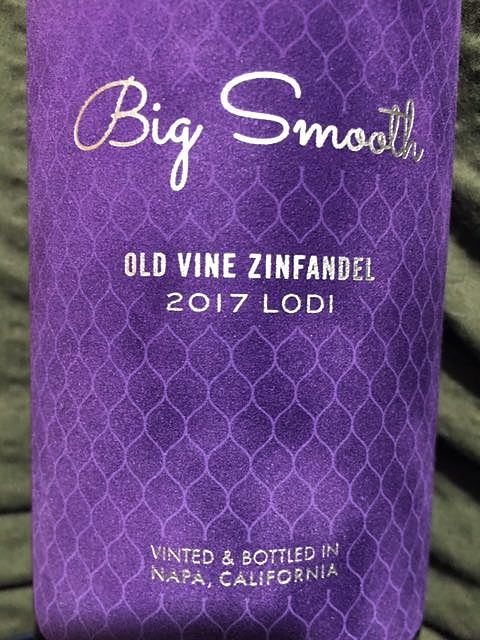 Big Smooth
OLD VINE ZINFANDEL
2017 LODI
VINTED & BOTTLED IN
NAPA, CALIFORNIA